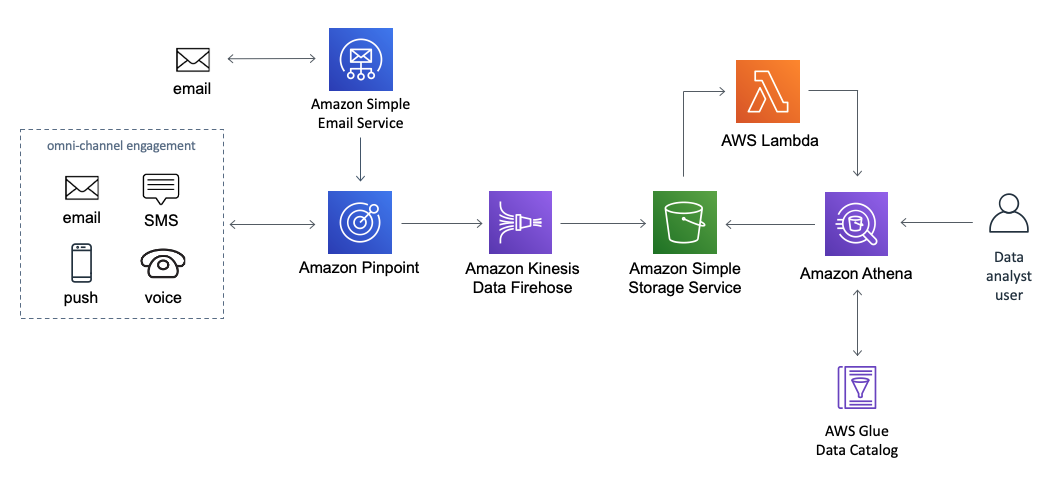 email
Amazon Simple
Email Service
AWS Lambda
omni-channel engagement
email
SMS
push
voice
Amazon Pinpoint
Amazon Kinesis
Data Firehose
Amazon Simple
Storage Service
Amazon Athena
Data
analyst
user
AWS Glue
Data Catalog